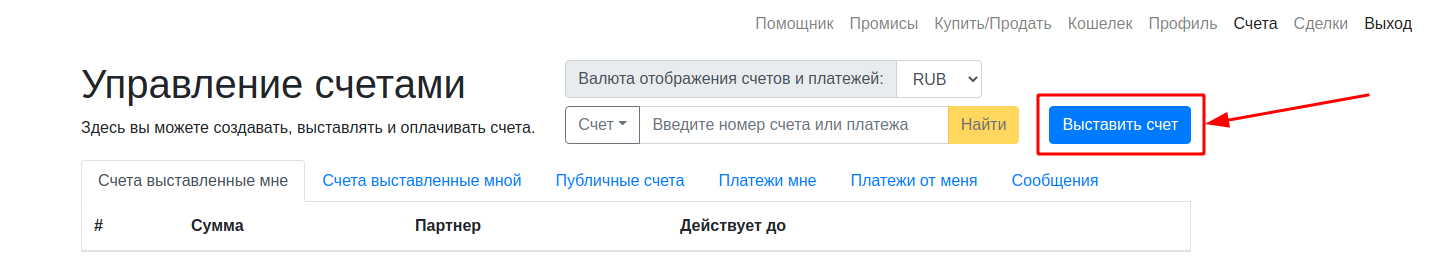 Помощник Промисы Купить/Продать Кошелек Профиль Счета Сделки Выход
Управление счетами
Здесь вы можете создавать, выставлять и оплачивать счета.
Валюта отображения счетов и платежей: RUB
Счет Введите номер счета или платежа Найти Выставить счет
Счета выставленные мне Счета выставленные мной Публичные счета Платежи мне Платежи от меня Сообщения
# Сумма Партнер Действует до